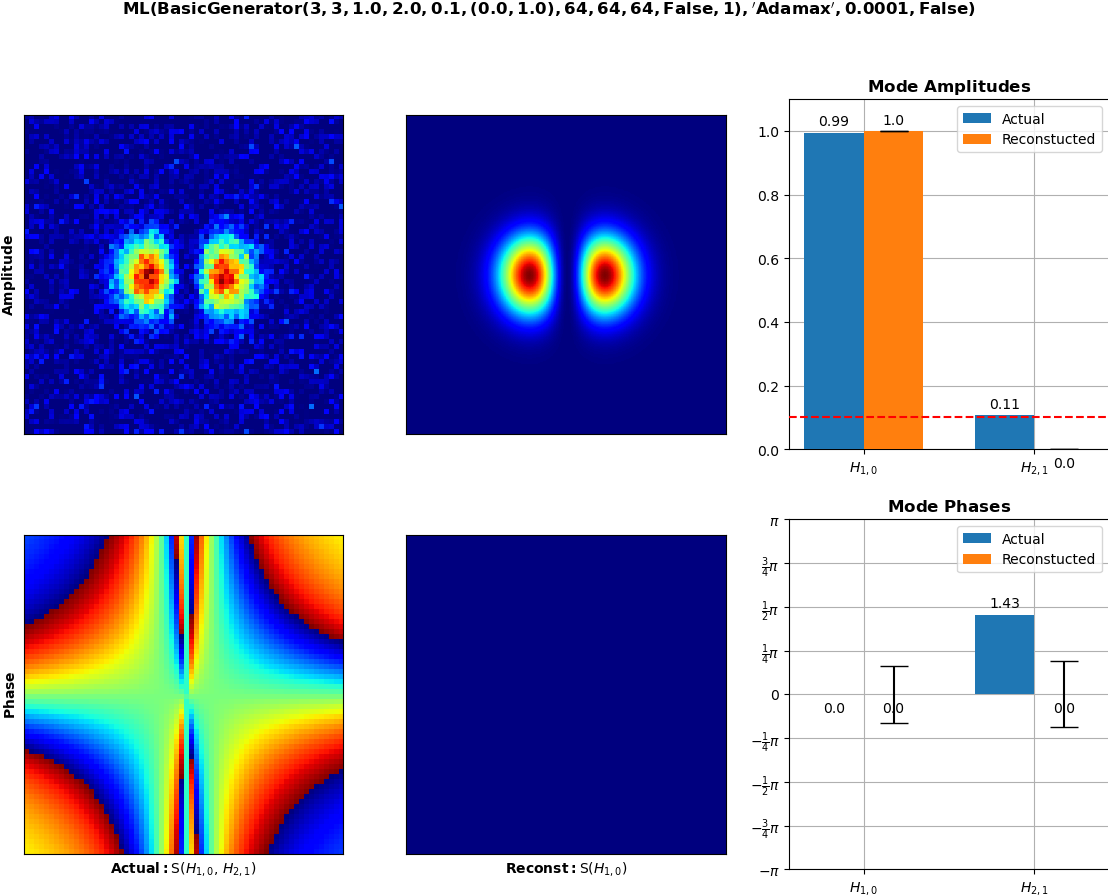 ML(BasicGenerator(3, 3, 1.0, 2.0, 0.1, (0.0, 1.0), 64, 64, 64, False, 1), ′Adamax′, 0.0001, False)
Amplitude
Mode Amplitudes
Actual
Reconstucted
0.99
1.0
0.11
0.0
1.0
0.8
0.6
0.4
0.2
0.0
H1,0
H2,1
Phase
Actual: S(H1,0, H2,1)
Reconst: S(H1,0)
Mode Phases
Actual
Reconstucted
0.0
0.0
1.43
0.0
π
3/4π
1/2π
1/4π
0
−1/4π
−1/2π
−3/4π
−π
H1,0
H2,1